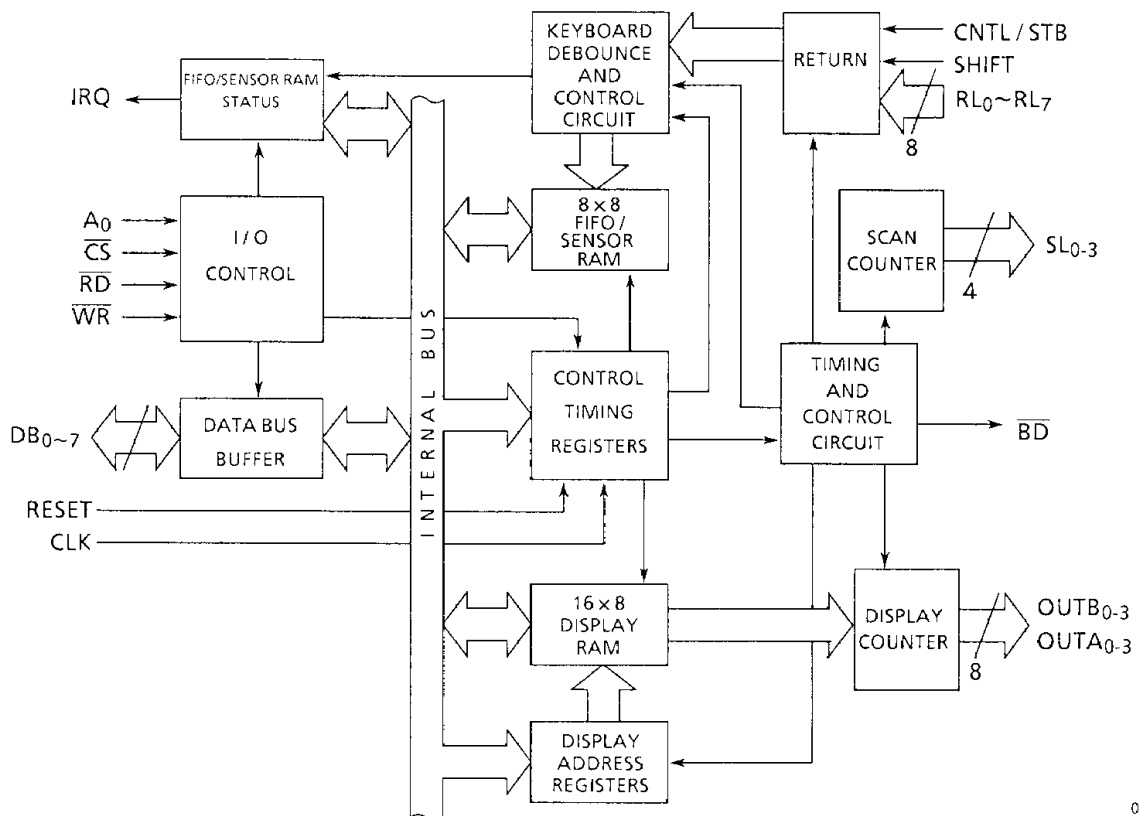 KEYBOARD
DEBOUNCE
AND
CONTROL
CIRCUIT
RETURN
CNTL / STB
SHIFT
RL0~RL7
8
FIFO/SENSOR RAM
STATUS
IRQ
8 × 8
FIFO /
SENSOR
RAM
A0
CS
RD
WR
I / O
CONTROL
SCAN
COUNTER
4
SL0-3
INTERNAL BUS
CONTROL
TIMING
REGISTERS
TIMING
AND
CONTROL
CIRCUIT
BD
DB0~7
DATA BUS
BUFFER
RESET
CLK
16 × 8
DISPLAY
RAM
DISPLAY
COUNTER
8
OUTB0-3
OUTA0-3
DISPLAY
ADDRESS
REGISTERS
0